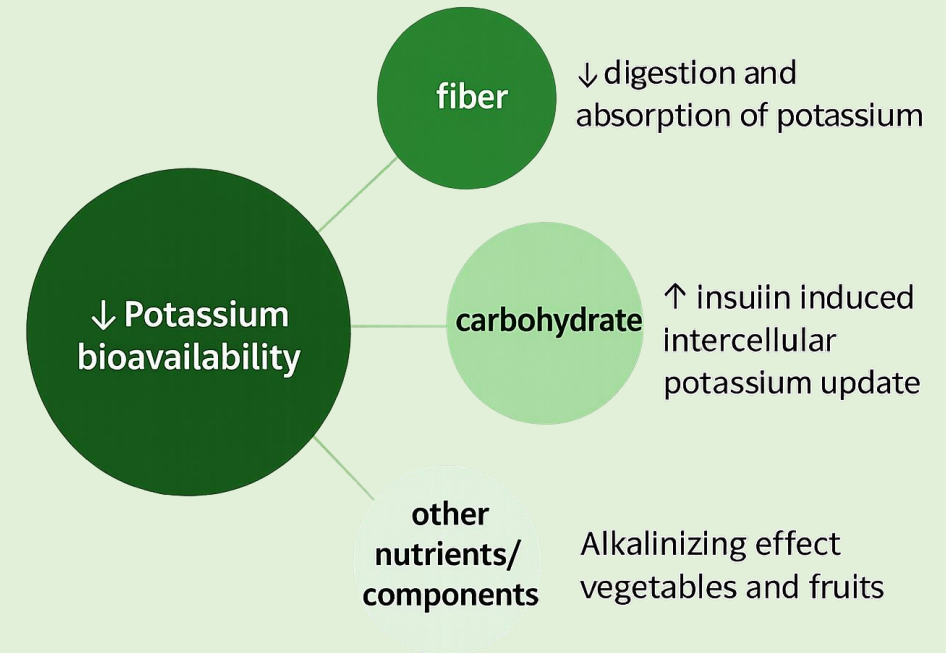 fiber
↓ digestion and
absorption of potassium
↓ Potassium
bioavailability
carbohydrate
↑ insuiin induced
intercellular
potassium update
other
nutrients/
components
Alkalinizing effect
vegetables and fruits